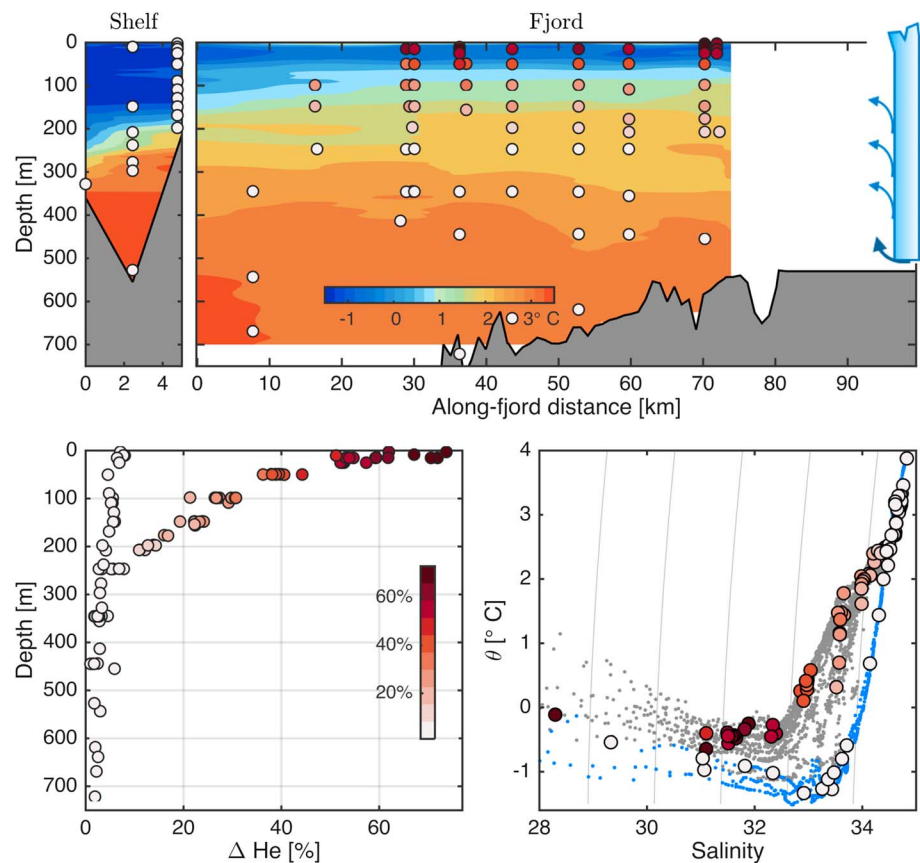 Shelf
Fjord
0
100
200
300
400
500
600
700
Depth [m]
-1 0 1 2 3° C
0 2 4
0 10 20 30 40 50 60 70 80 90
Along-fjord distance [km]
0
100
200
300
400
500
600
700
Depth [m]
60%
40%
20%
0 20 40 60
Δ He [%]
4
3
2
1
0
-1
θ [° C]
28 30 32 34
Salinity